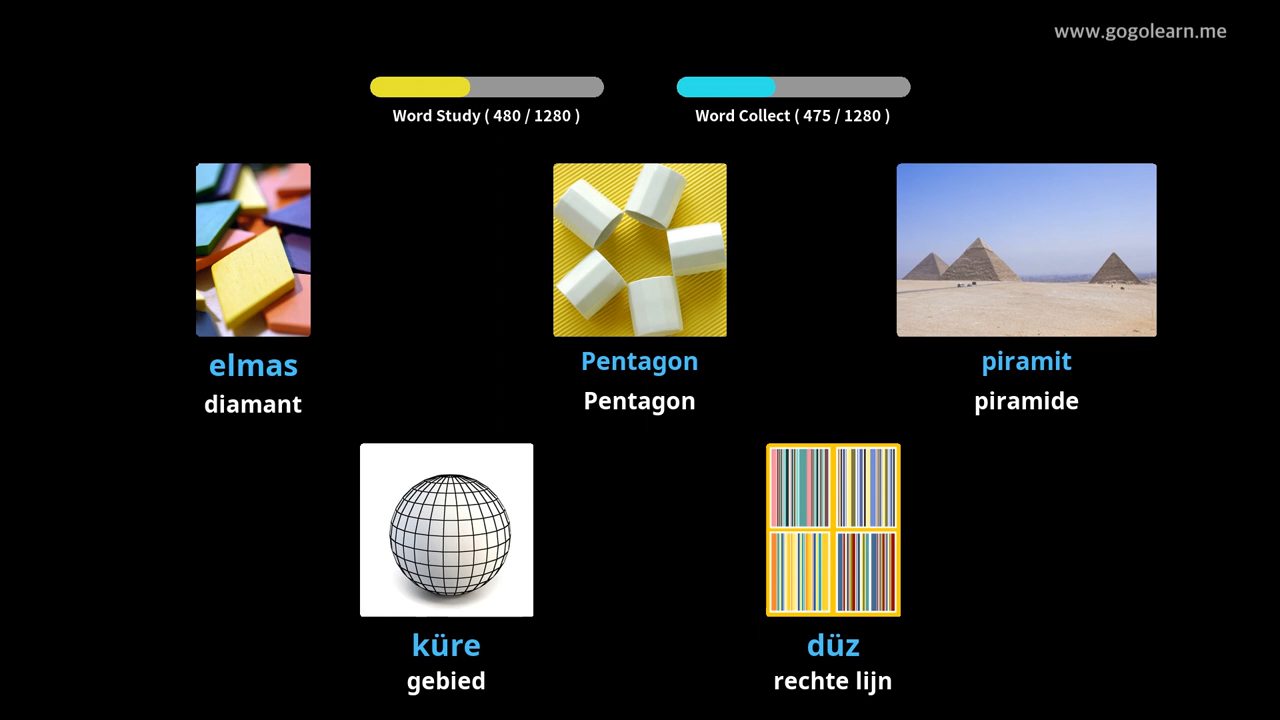 www.gogolearn.me
Word Study ( 480 / 1280 )
Word Collect ( 475 / 1280 )
elmas
diamant
Pentagon
Pentagon
piramit
piramide
küre
gebied
düz
rechte lijn